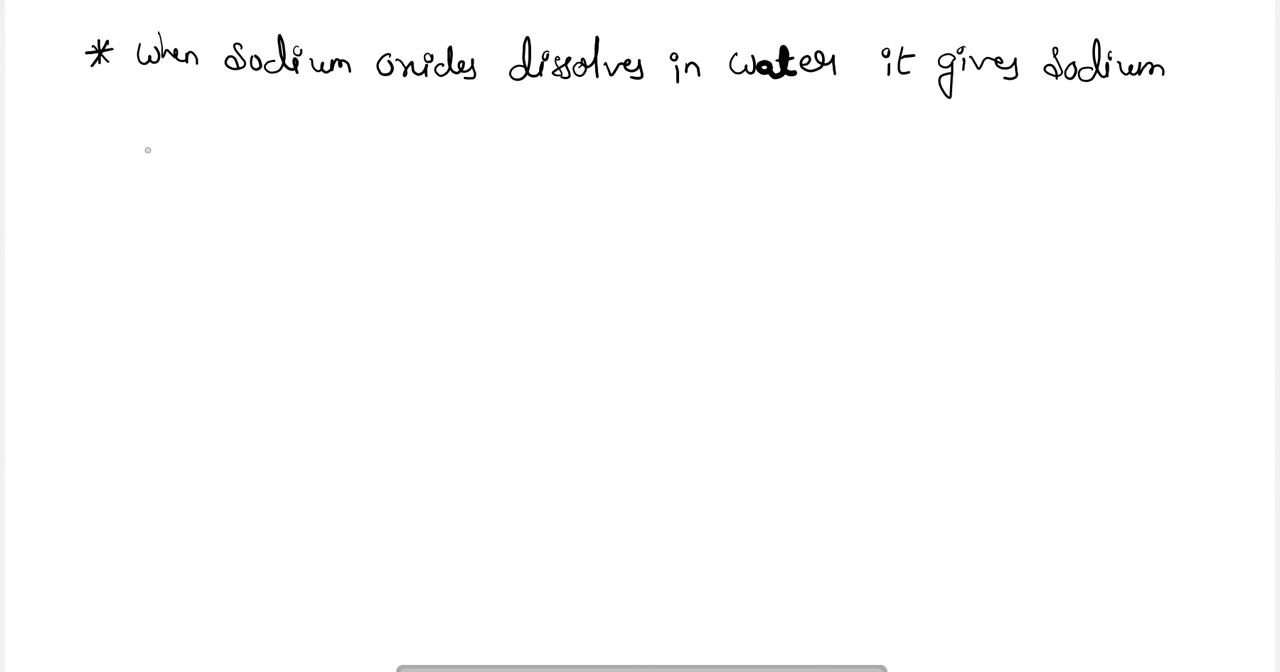 * when sodium oxides dissolves in water it gives sodium